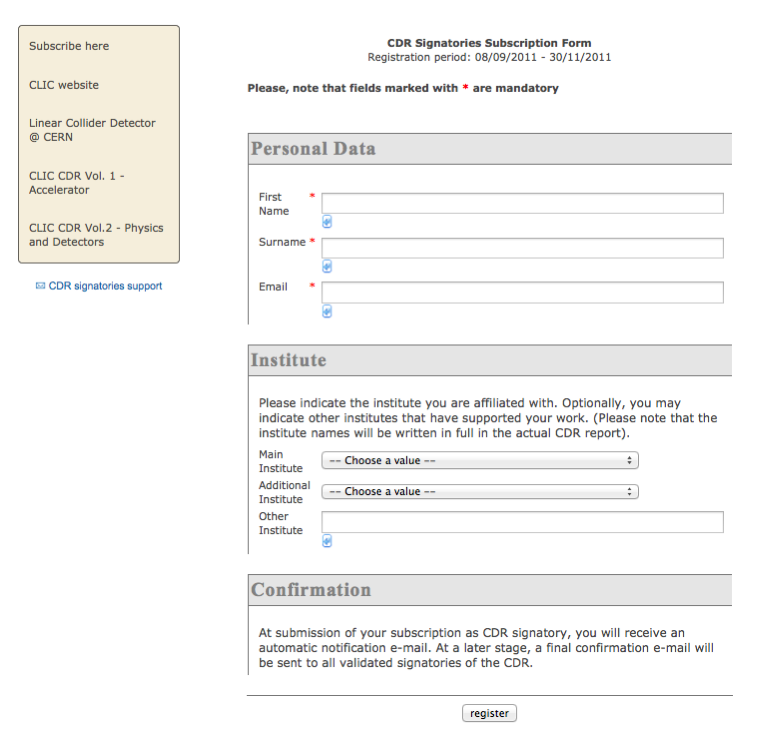 Subscribe here
CLIC website
Linear Collider Detector
@ CERN
CLIC CDR Vol. 1 -
Accelerator
CLIC CDR Vol.2 - Physics
and Detectors
CDR signatories support
CDR Signatories Subscription Form
Registration period: 08/09/2011 - 30/11/2011
Please, note that fields marked with * are mandatory
Personal Data
First *
Name
Surname *
Email *
Institute
Please indicate the institute you are affiliated with. Optionally, you may
indicate other institutes that have supported your work. (Please note that the
institute names will be written in full in the actual CDR report).
Main
Institute
-- Choose a value --
Additional
Institute
-- Choose a value --
Other
Institute
Confirmation
At submission of your subscription as CDR signatory, you will receive an
automatic notification e-mail. At a later stage, a final confirmation e-mail will
be sent to all validated signatories of the CDR.
register